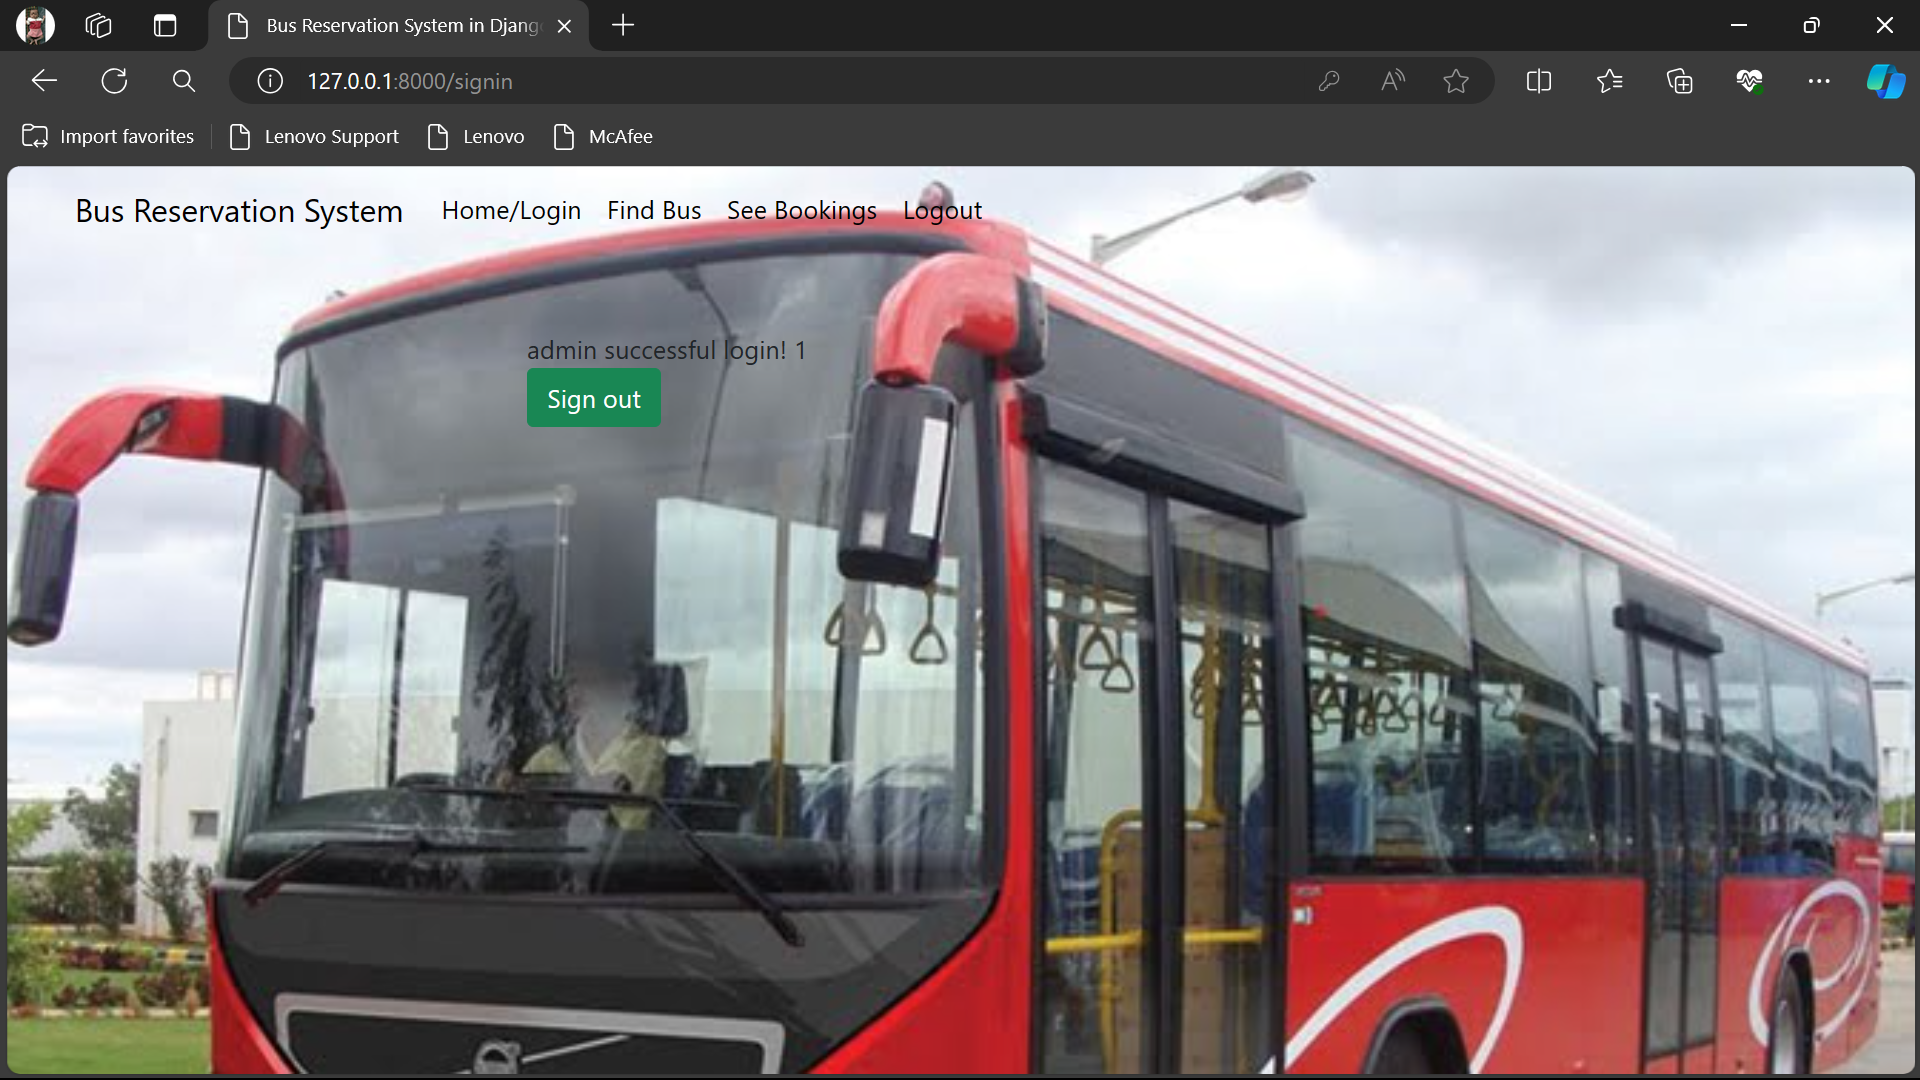 Bus Reservation System in Djang
127.0.0.1:8000/signin
Import favorites
Lenovo Support
Lenovo
McAfee
Bus Reservation System
Home/Login
Find Bus
See Bookings
Logout
admin successful login! 1
Sign out